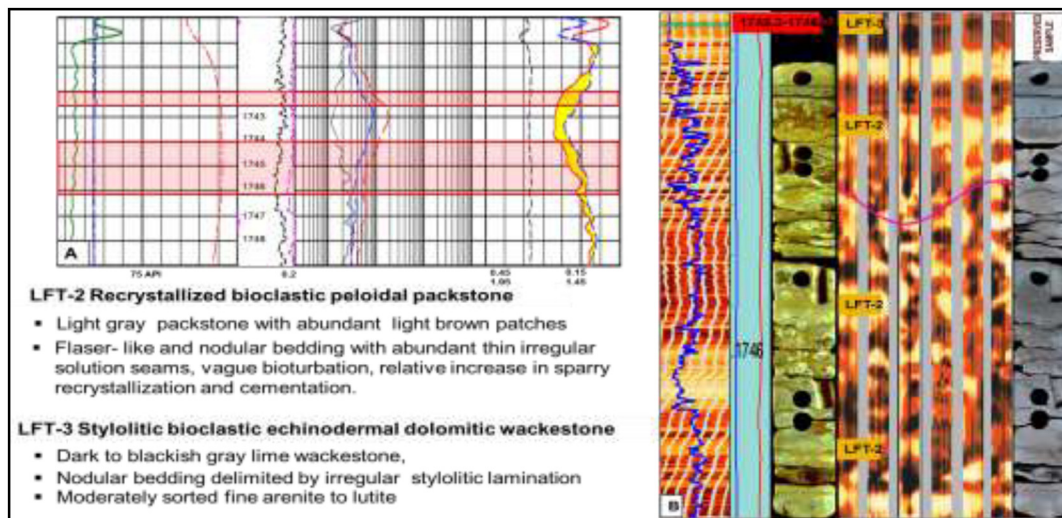 1743
1744
1745
1746
1747
1748
A
75 API
0.2
0.45
1.95
0.15
1.45
LFT-2 Recrystallized bioclastic peloidal packstone
▪ Light gray packstone with abundant light brown patches
▪ Flaser- like and nodular bedding with abundant thin irregular
solution seams, vague bioturbation, relative increase in sparry
recrystallization and cementation.
LFT-3 Stylolitic bioclastic echinodermal dolomitic wackestone
▪ Dark to blackish gray lime wackestone,
▪ Nodular bedding delimited by irregular stylolitic lamination
▪ Moderately sorted fine arenite to lutite
LFT-3
PRESERVED
SAMPLE
LFT-2
LFT-2
1746
LFT-2
B